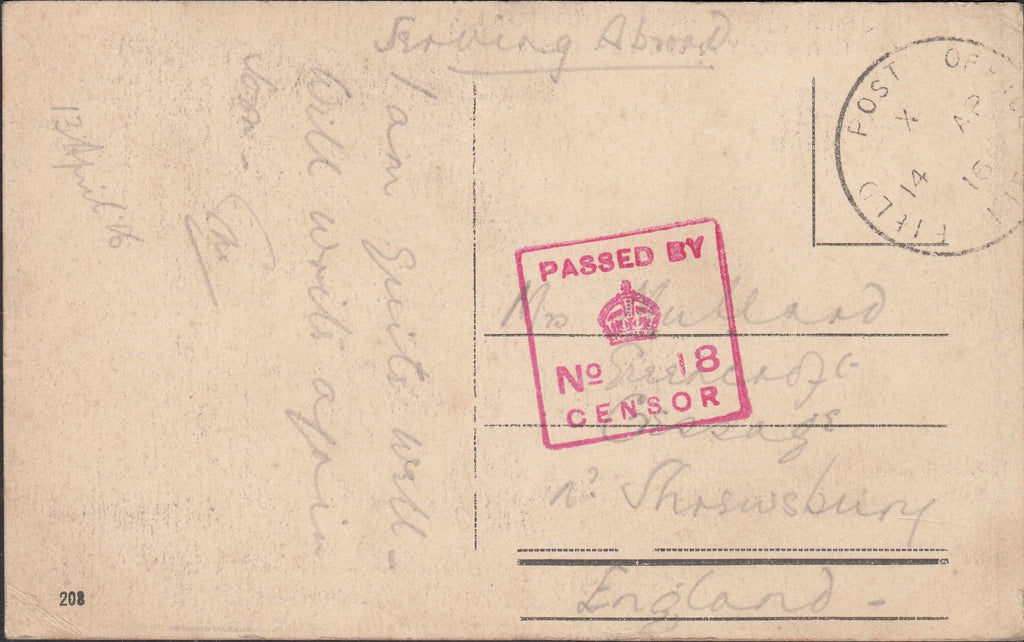 Serving Abroad
I am quite well -
Will write again
soon -
13 April '16
FIELD POST OFFICE
X
AP
14 16
PASSED BY
No 18
CENSOR
Mrs Mullard
nr Shrewsbury
England -
208